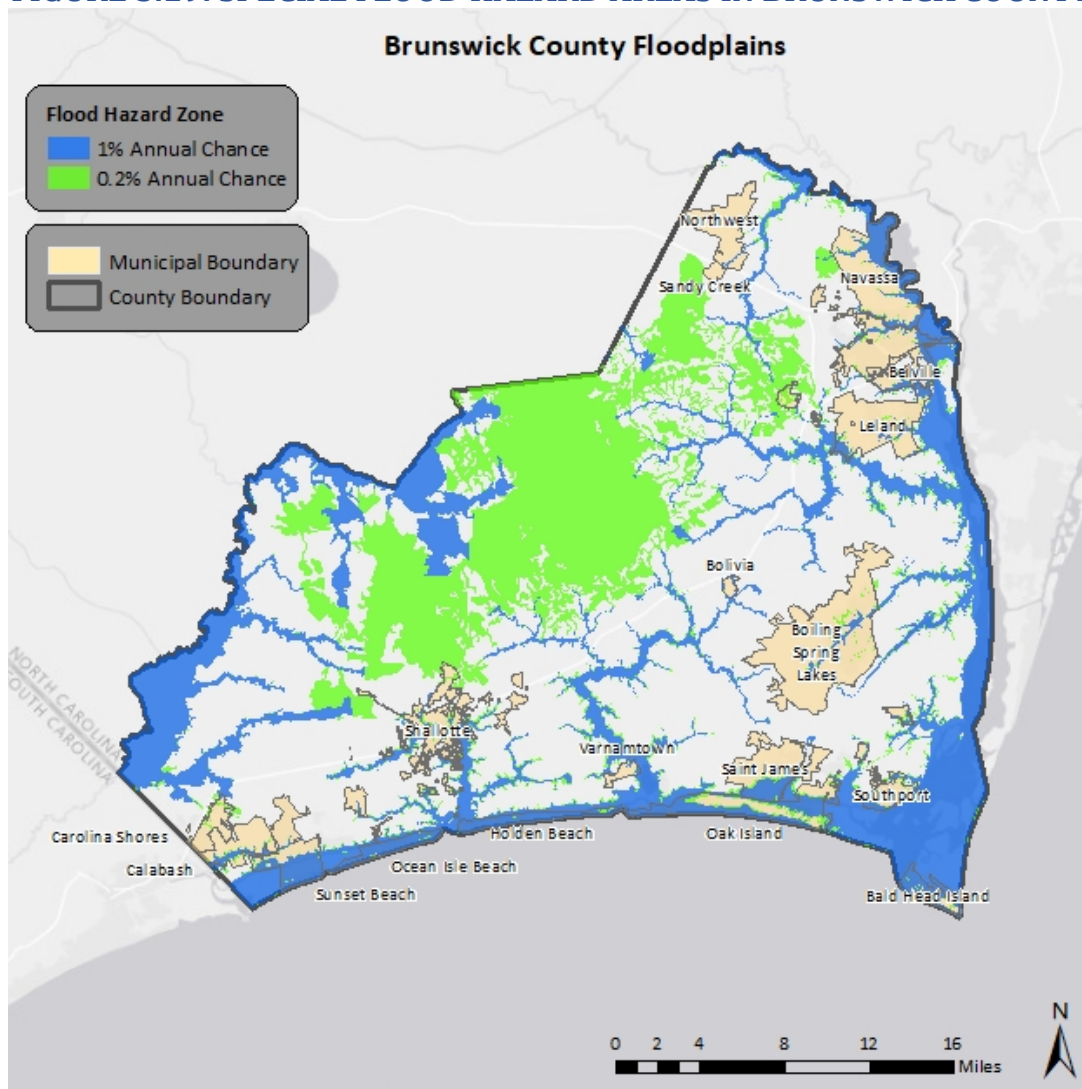 Brunswick County Floodplains
Flood Hazard Zone
1% Annual Chance
0.2% Annual Chance
Municipal Boundary
County Boundary
Northwest
Sandy Creek
Navassa
Belville
Leland
Bolivia
Boiling
Spring
Lakes
NORTH CAROLINA
SOUTH CAROLINA
Shallotte
Varnamtown
Saint James
Southport
Carolina Shores
Holden Beach
Oak Island
Calabash
Ocean Isle Beach
Sunset Beach
Bald Head Island
N
0 2 4 8 12 16
Miles